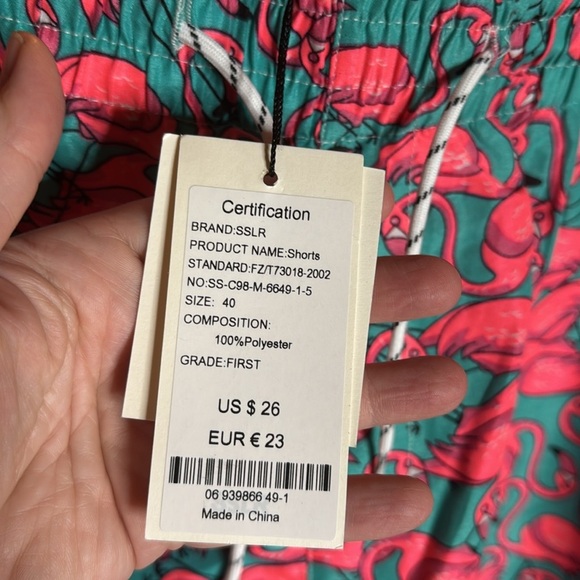 Certification
BRAND:SSLR
PRODUCT NAME:Shorts
STANDARD:FZ/T73018-2002
NO:SS-C98-M-6649-1-5
SIZE: 40
COMPOSITION:
100%Polyester
GRADE:FIRST
US $ 26
EUR € 23
06 939866 49-1
Made in China